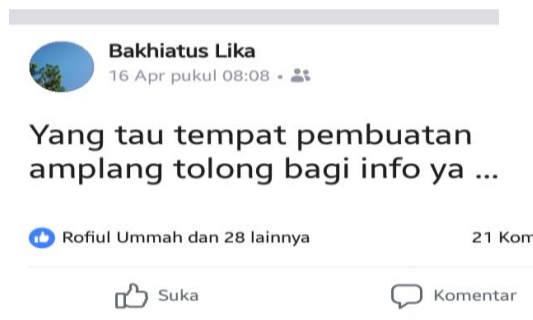 Bakhiatus Lika
16 Apr pukul 08:08 •
Yang tau tempat pembuatan
amplang tolong bagi info ya ...
Rofiul Ummah dan 28 lainnya
21 Kom
Suka
Komentar